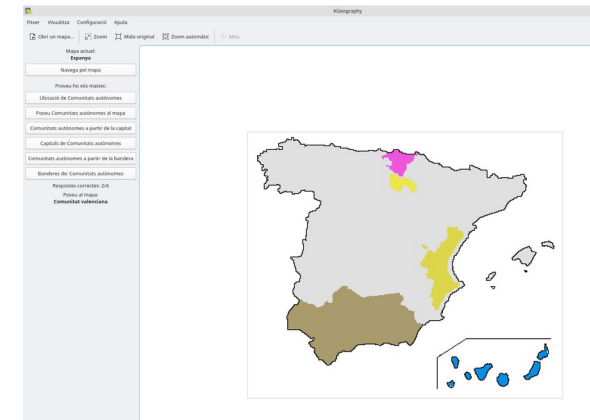 KGeography
Fitxer Visualitza Configuració Ajuda
Obri un mapa... Zoom Mida original Zoom automàtic Mou
Mapa actual:
Espanya
Navega pel mapa
Proveu-ho vós mateix:
Ubicació de Comunitats autònomes
Poseu Comunitats autònomes al mapa
Comunitats autònomes a partir de la capital
Capitals de Comunitats autònomes
Comunitats autònomes a partir de la bandera
Banderes de: Comunitats autònomes
Respostes correctes: 2/4
Poseu al mapa:
Comunitat valenciana